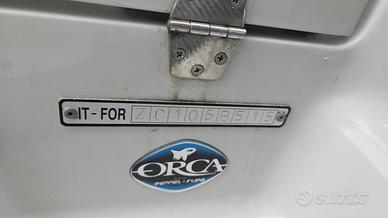 IT-FOR ZC105B515
ORCA
PENNEL-FLIPO
subito